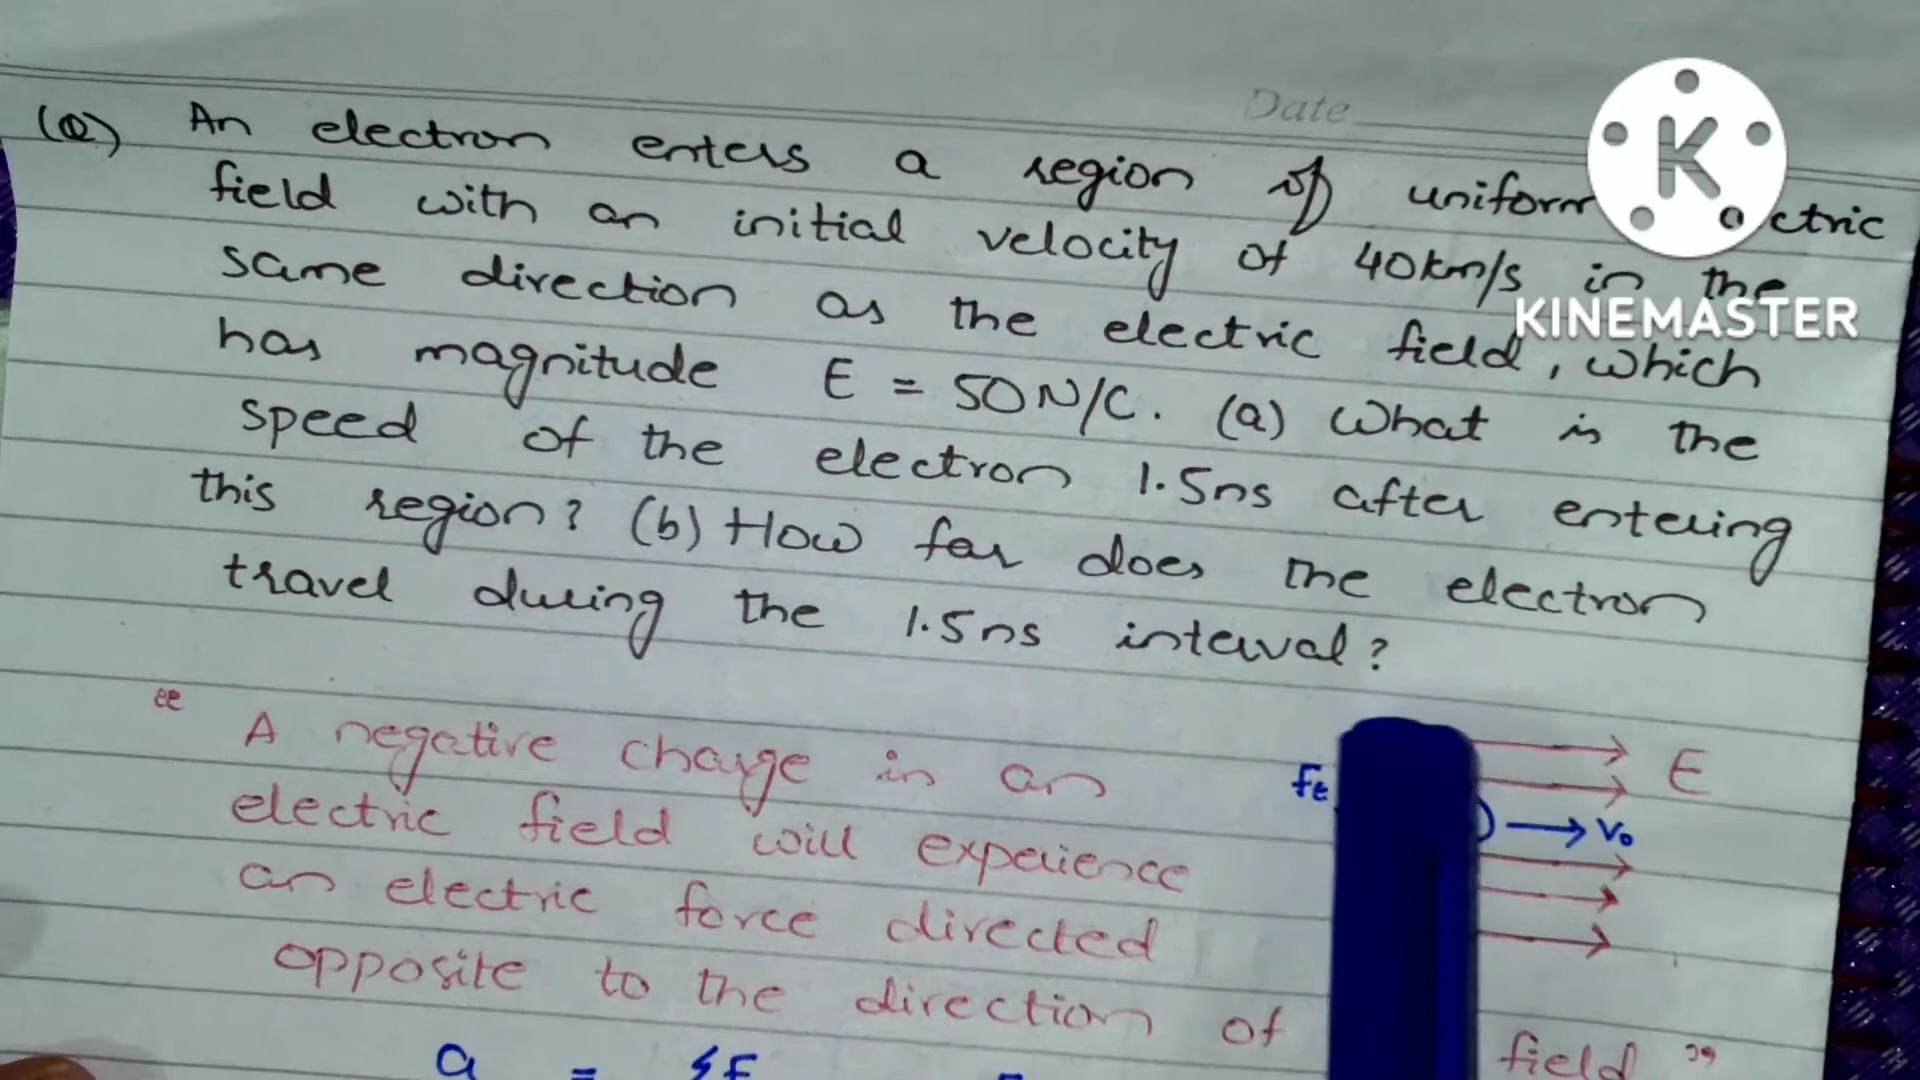 Date
(Q) An electron enters a region of uniform ctric
field with an initial velocity of 40km/s in the
same direction as the electric field, which
has magnitude E = 50N/C. (a) What is the
speed of the electron 1.5ns after entering
this region? (b) How far does the electron
travel during the 1.5ns interval?
KINEMASTER
" A negative charge in an
electric field will experience
an electric force directed
opposite to the direction of field "
E
fE
v₀
a =